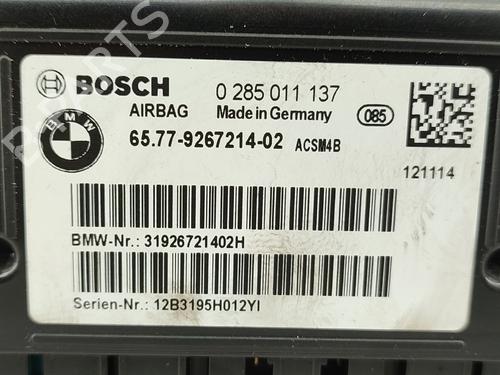 BOSCH 0 285 011 137
AIRBAG Made in Germany 085
BMW 65.77-9267214-02 ACSM4B
121114
BMW-Nr.: 31926721402H
Serien-Nr.: 12B3195H012YI